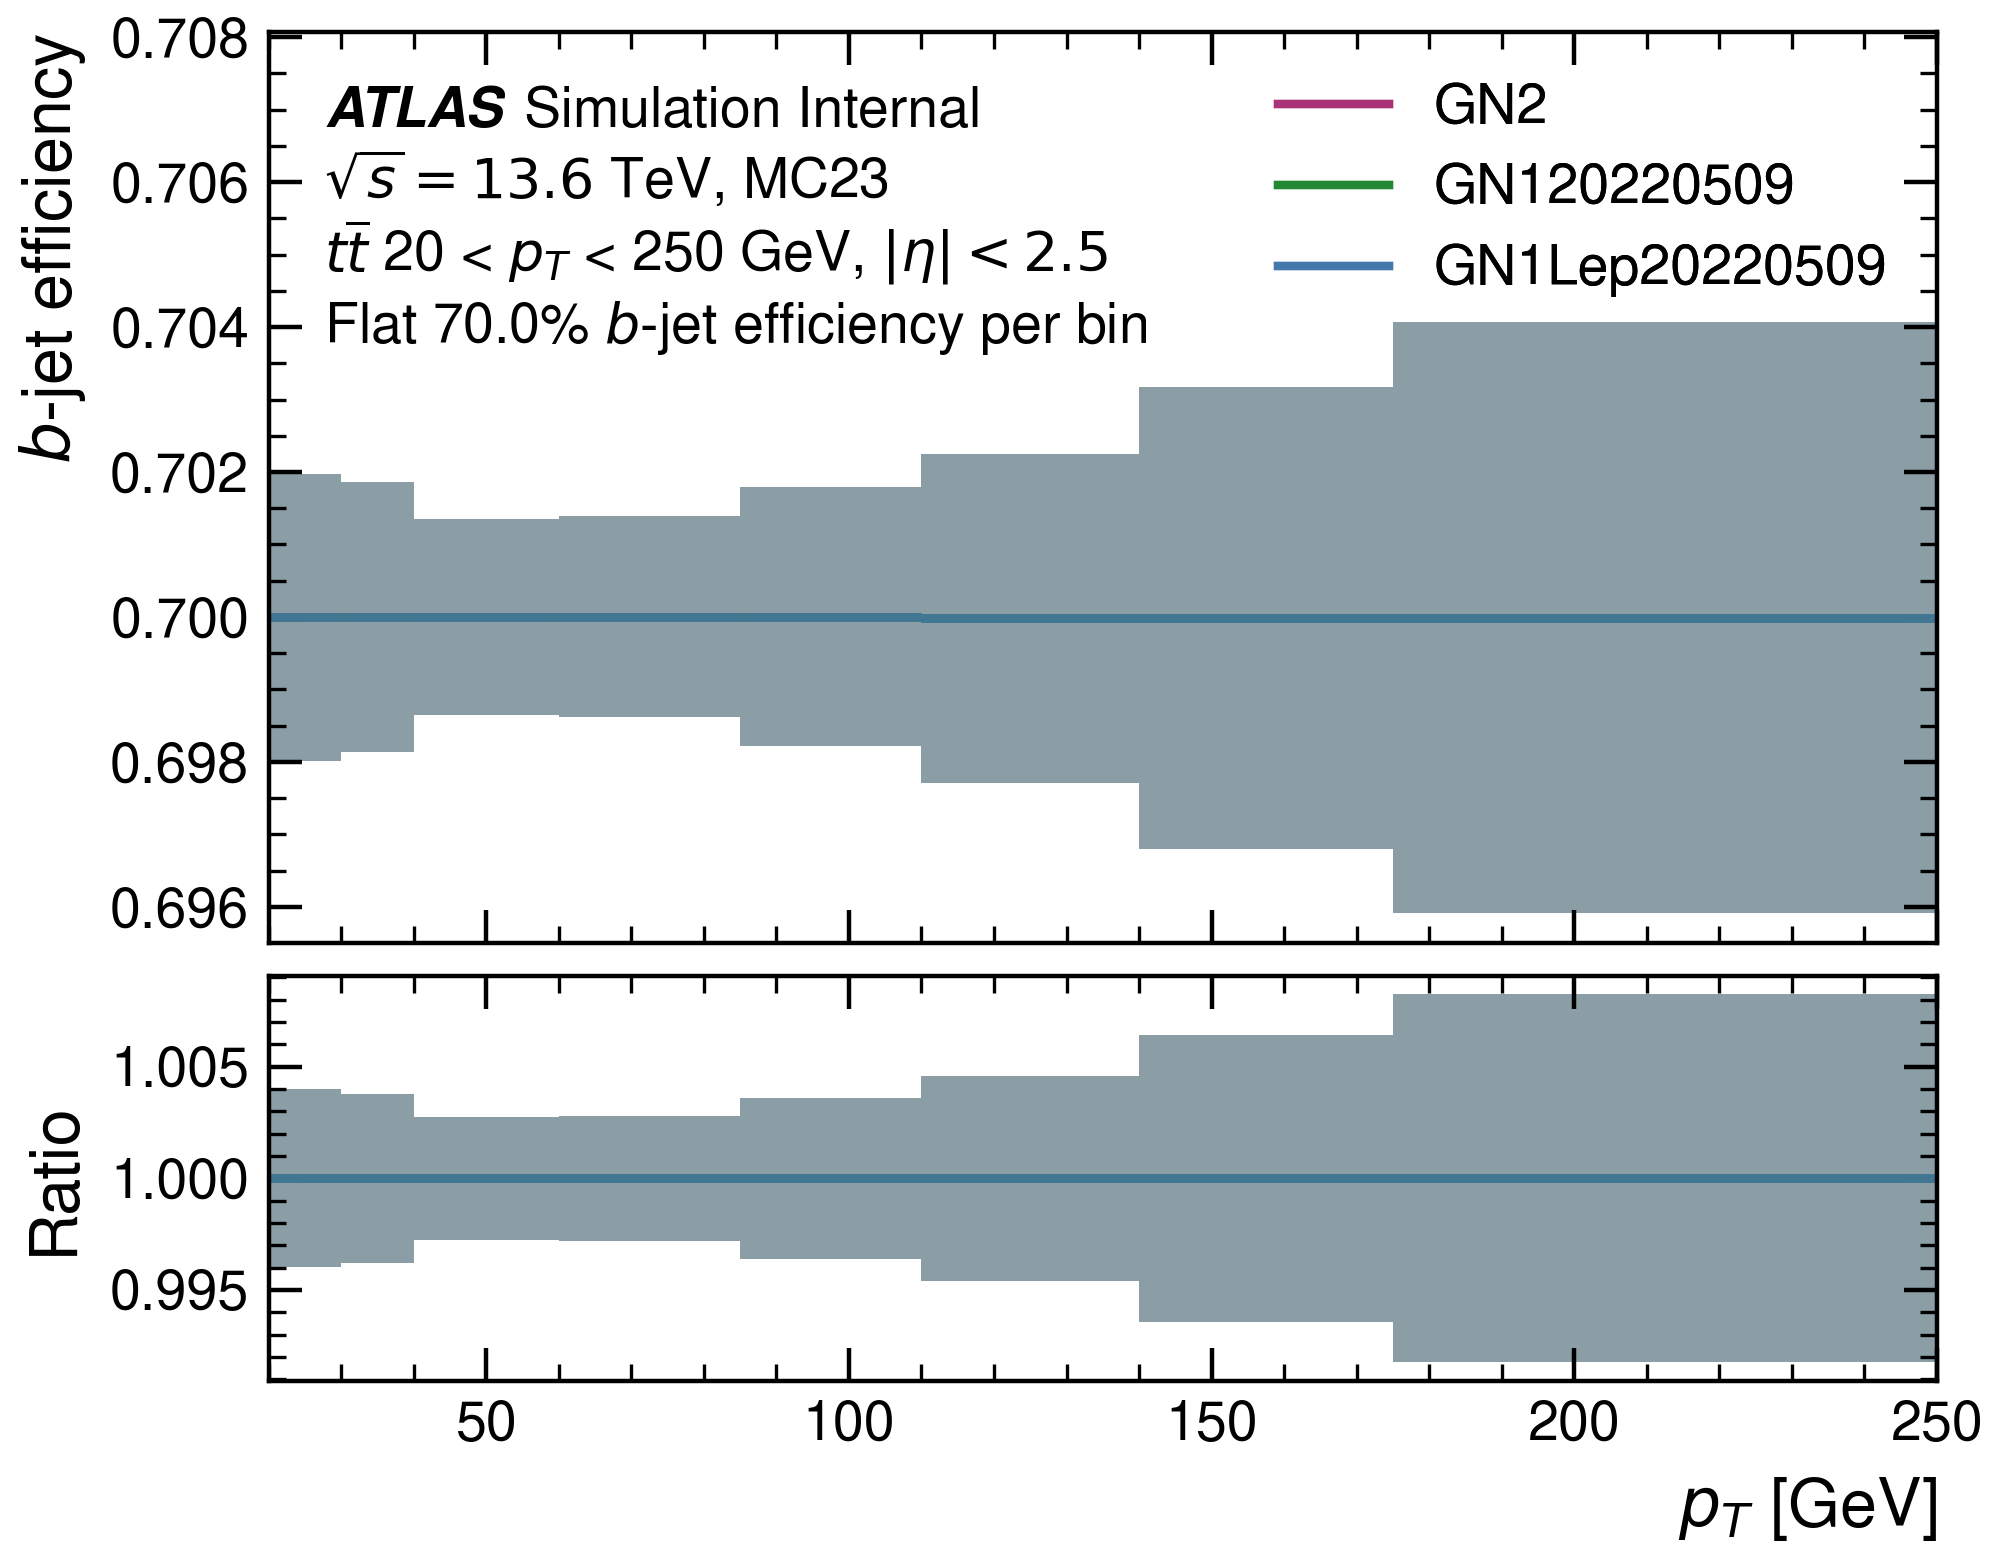 0.708
0.706
0.704
0.702
0.700
0.698
0.696
b-jet efficiency
ATLAS Simulation Internal
√s = 13.6 TeV, MC23
tt̅ 20 < pT < 250 GeV, |η| < 2.5
Flat 70.0% b-jet efficiency per bin
GN2
GN120220509
GN1Lep20220509
1.005
1.000
0.995
Ratio
50 100 150 200 250
pT [GeV]